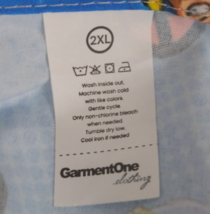 2XL
Wash inside out.
Machine wash cold
with like colors.
Gentle cycle.
Only non-chlorine bleach
when needed.
Tumble dry low.
Cool iron if needed
GarmentOne
clothing